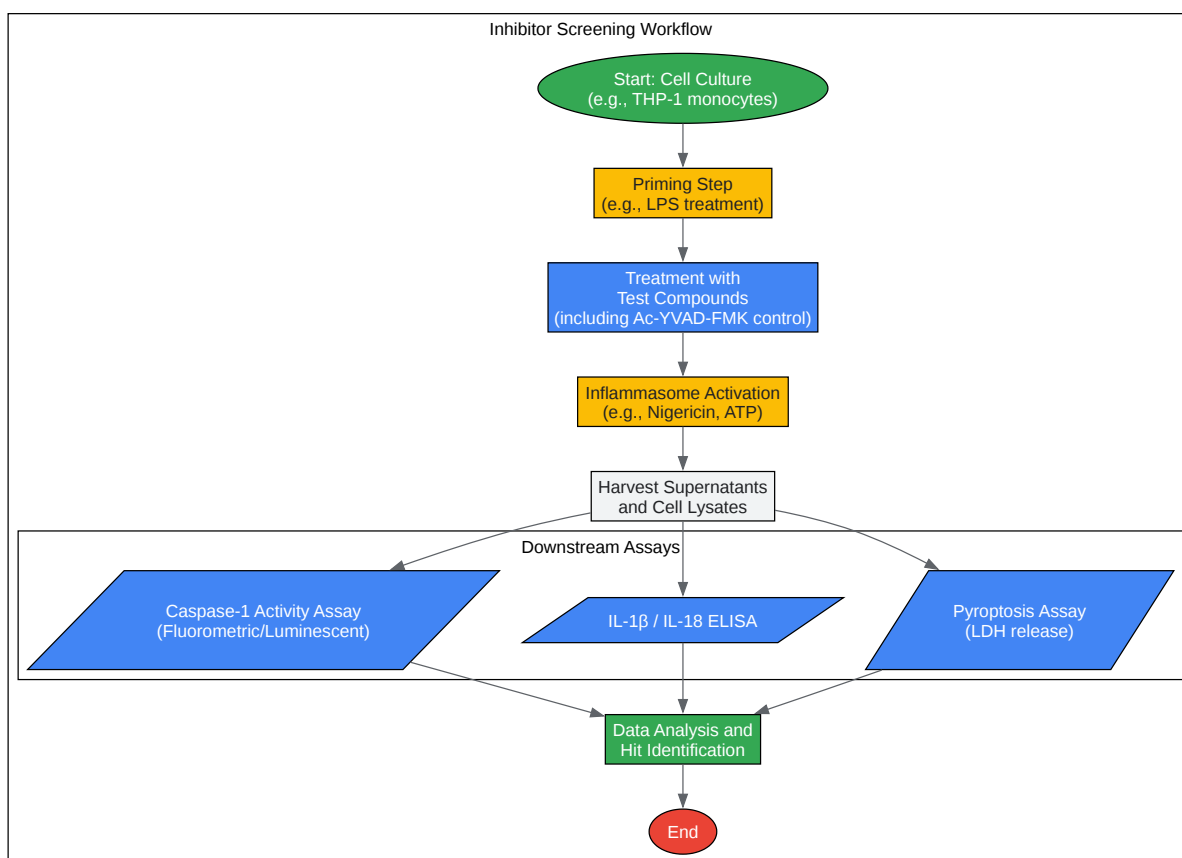 Inhibitor Screening Workflow
Start: Cell Culture
(e.g., THP-1 monocytes)
Priming Step
(e.g., LPS treatment)
Treatment with
Test Compounds
(including Ac-YVAD-FMK control)
Inflammasome Activation
(e.g., Nigericin, ATP)
Harvest Supernatants
and Cell Lysates
Downstream Assays
Caspase-1 Activity Assay
(Fluorometric/Luminescent)
IL-1β / IL-18 ELISA
Pyroptosis Assay
(LDH release)
Data Analysis and
Hit Identification
End